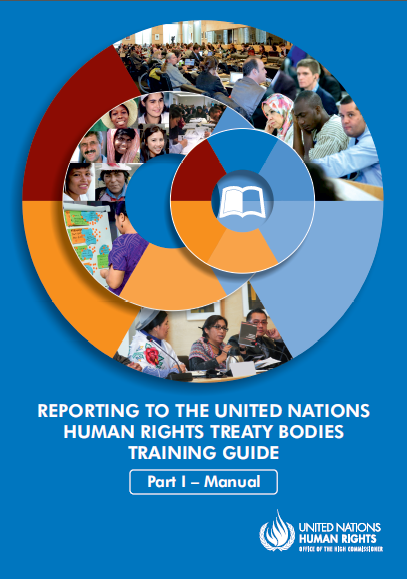 REPORTING TO THE UNITED NATIONS
HUMAN RIGHTS TREATY BODIES
TRAINING GUIDE
Part I – Manual
UNITED NATIONS
HUMAN RIGHTS
OFFICE OF THE HIGH COMMISSIONER